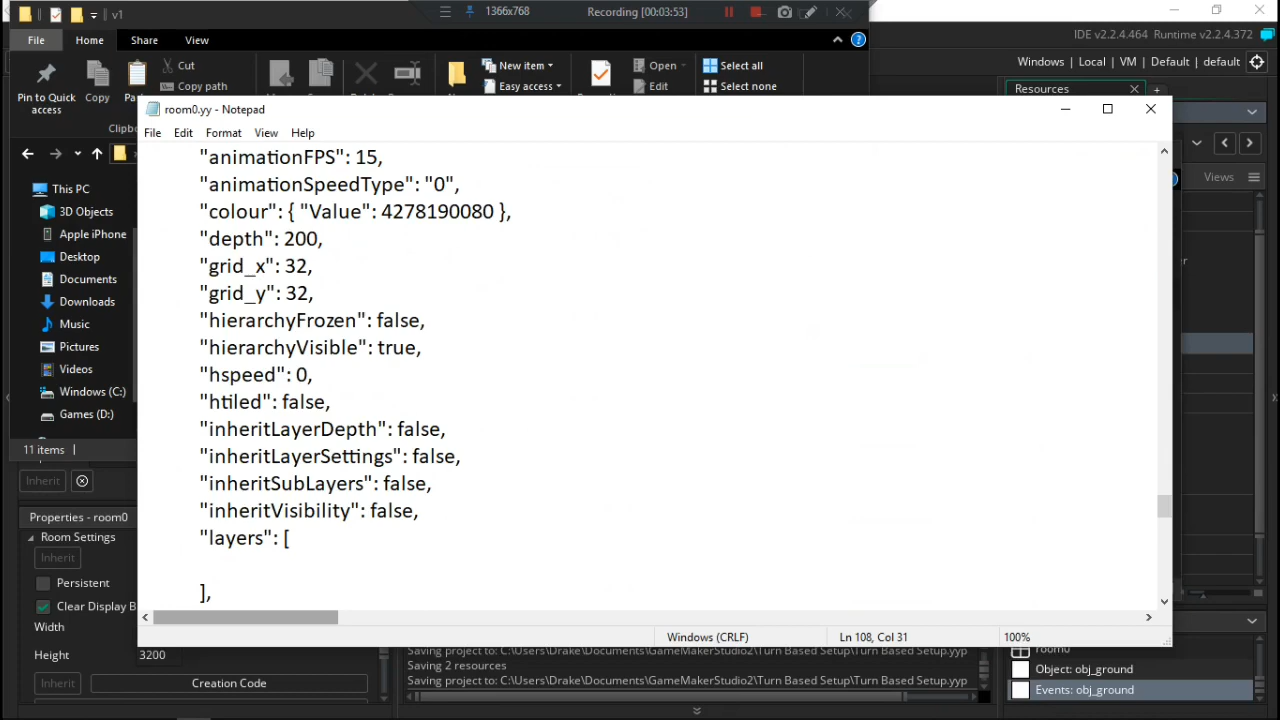 v1
1366x768
Recording [00:03:53]
IDE v2.2.4.464 Runtime v2.2.4.372
File Home Share View
Windows | Local | VM | Default | default
Pin to Quick access
Copy
Cut
Copy path
New item
Easy access
Open
Edit
Select all
Select none
Resources
room0.yy - Notepad
File Edit Format View Help
Views
This PC
3D Objects
Apple iPhone
Desktop
Documents
Downloads
Music
Pictures
Videos
Windows (C:)
Games (D:)
11 items
"animationFPS": 15,
"animationSpeedType": "0",
"colour": { "Value": 4278190080 },
"depth": 200,
"grid_x": 32,
"grid_y": 32,
"hierarchyFrozen": false,
"hierarchyVisible": true,
"hspeed": 0,
"htiled": false,
"inheritLayerDepth": false,
"inheritLayerSettings": false,
"inheritSubLayers": false,
"inheritVisibility": false,
"layers": [
],
Windows (CRLF) Ln 108, Col 31 100%
Inherit
Properties - room0
Room Settings
Inherit
Persistent
Clear Display B
Width
Height 3200
Inherit Creation Code
Saving project to: C:\Users\Drake\Documents\GameMakerStudio2\Turn Based Setup\Turn Based Setup.yyp
Saving 2 resources
Saving project to: C:\Users\Drake\Documents\GameMakerStudio2\Turn Based Setup\Turn Based Setup.yyp
room0
Object: obj_ground
Events: obj_ground